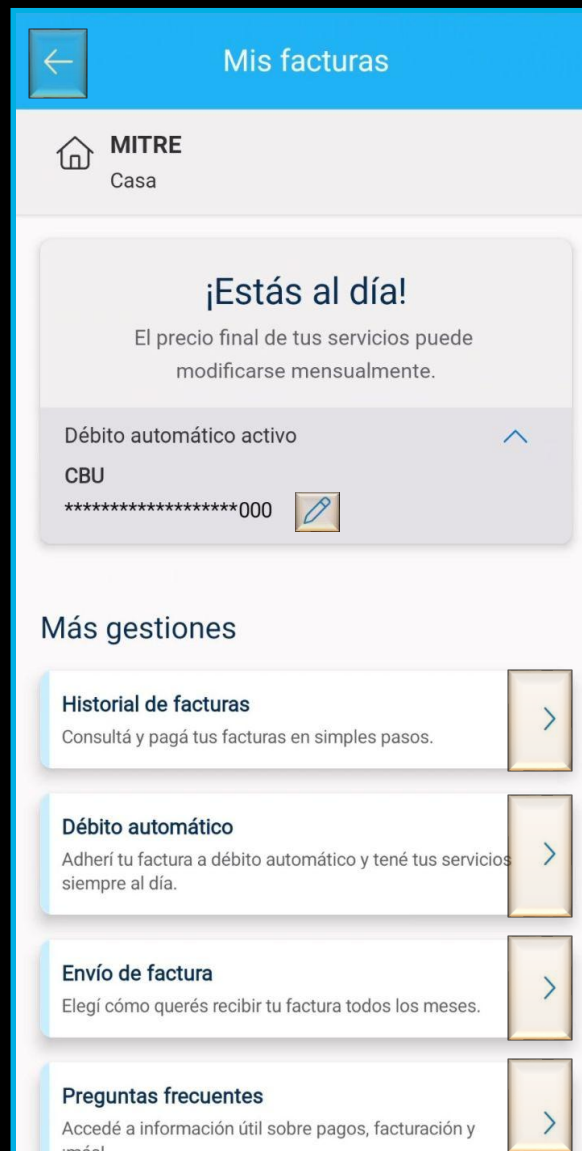 Mis facturas
MITRE
Casa
¡Estás al día!
El precio final de tus servicios puede
modificarse mensualmente.
Débito automático activo
CBU
*******************000
Más gestiones
Historial de facturas
Consultá y pagá tus facturas en simples pasos.
Débito automático
Adherí tu factura a débito automático y tené tus servicios
siempre al día.
Envío de factura
Elegí cómo querés recibir tu factura todos los meses.
Preguntas frecuentes
Accedé a información útil sobre pagos, facturación y